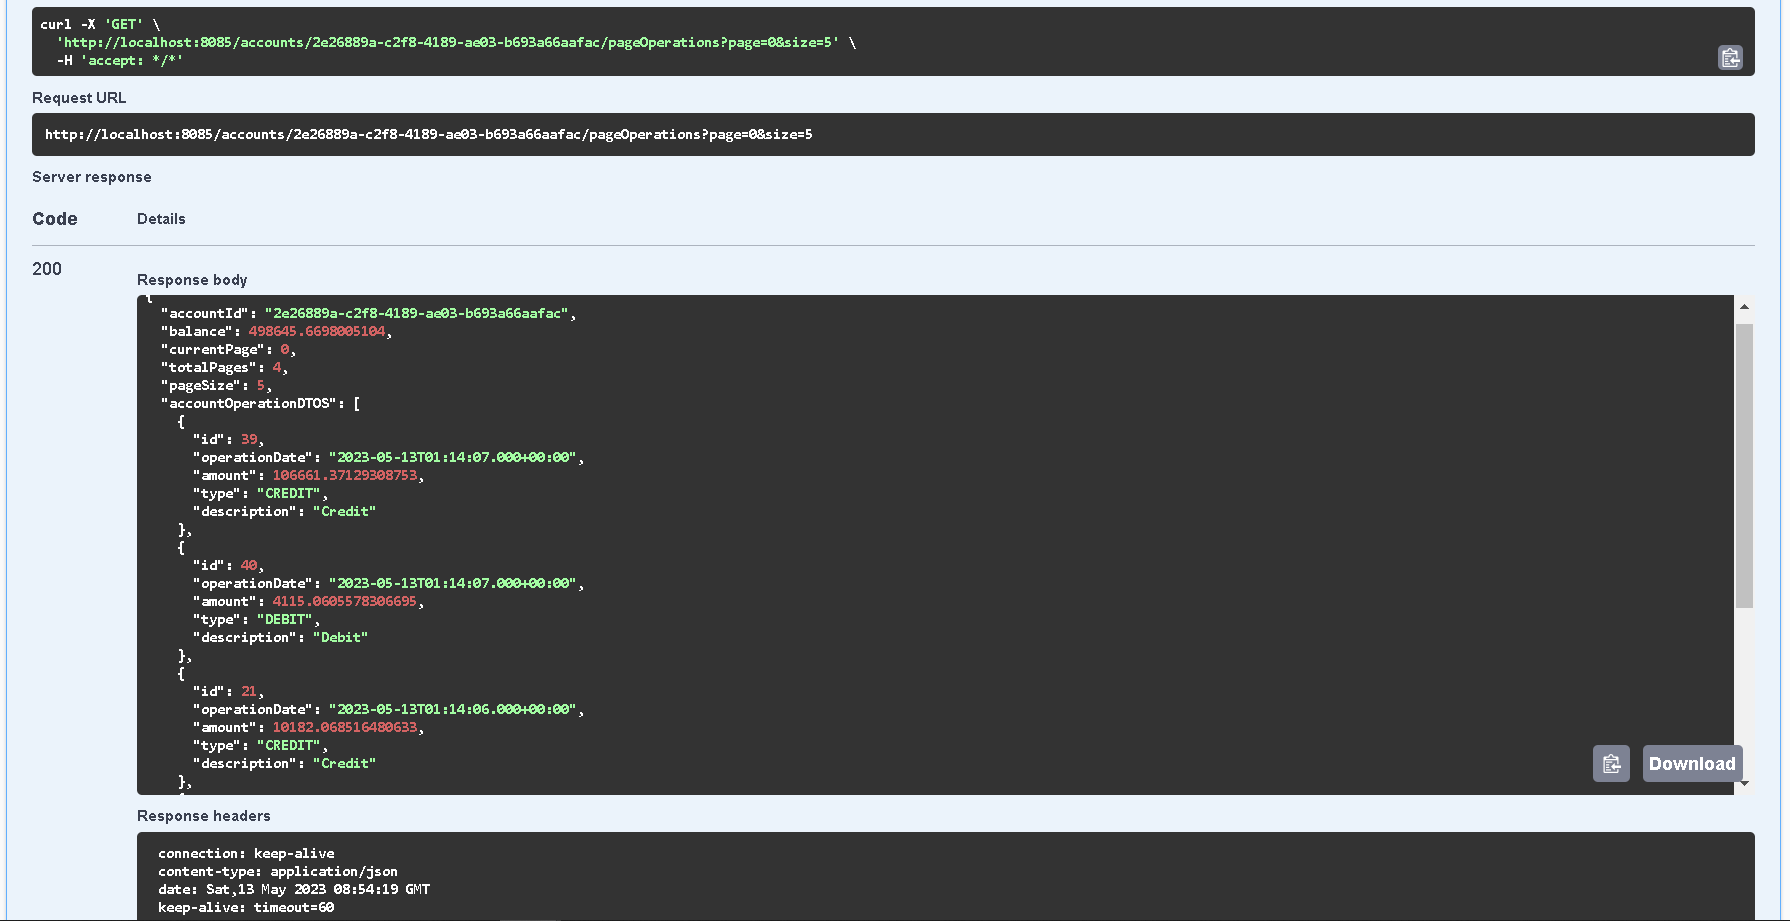 curl -X 'GET' \
'http://localhost:8085/accounts/2e26889a-c2f8-4189-ae03-b693a66aafac/pageOperations?page=0&size=5' \
-H 'accept: */*'
Request URL
http://localhost:8085/accounts/2e26889a-c2f8-4189-ae03-b693a66aafac/pageOperations?page=0&size=5
Server response
Code Details
200
Response body
{
"accountId": "2e26889a-c2f8-4189-ae03-b693a66aafac",
"balance": 498645.6698005104,
"currentPage": 0,
"totalPages": 4,
"pageSize": 5,
"accountOperationDTOS": [
{
"id": 39,
"operationDate": "2023-05-13T01:14:07.000+00:00",
"amount": 106661.37129308753,
"type": "CREDIT",
"description": "Credit"
},
{
"id": 40,
"operationDate": "2023-05-13T01:14:07.000+00:00",
"amount": 4115.0605578306695,
"type": "DEBIT",
"description": "Debit"
},
{
"id": 21,
"operationDate": "2023-05-13T01:14:06.000+00:00",
"amount": 10182.068516480633,
"type": "CREDIT",
"description": "Credit"
},
Download
Response headers
connection: keep-alive
content-type: application/json
date: Sat,13 May 2023 08:54:19 GMT
keep-alive: timeout=60